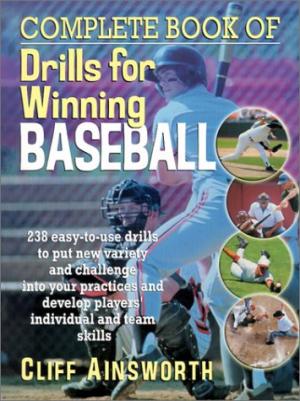 COMPLETE BOOK OF
Drills for
Winning
BASEBALL
238 easy-to-use drills
to put new variety
and challenge
into your practices and
develop players'
individual and team
skills
CLIFF AINSWORTH